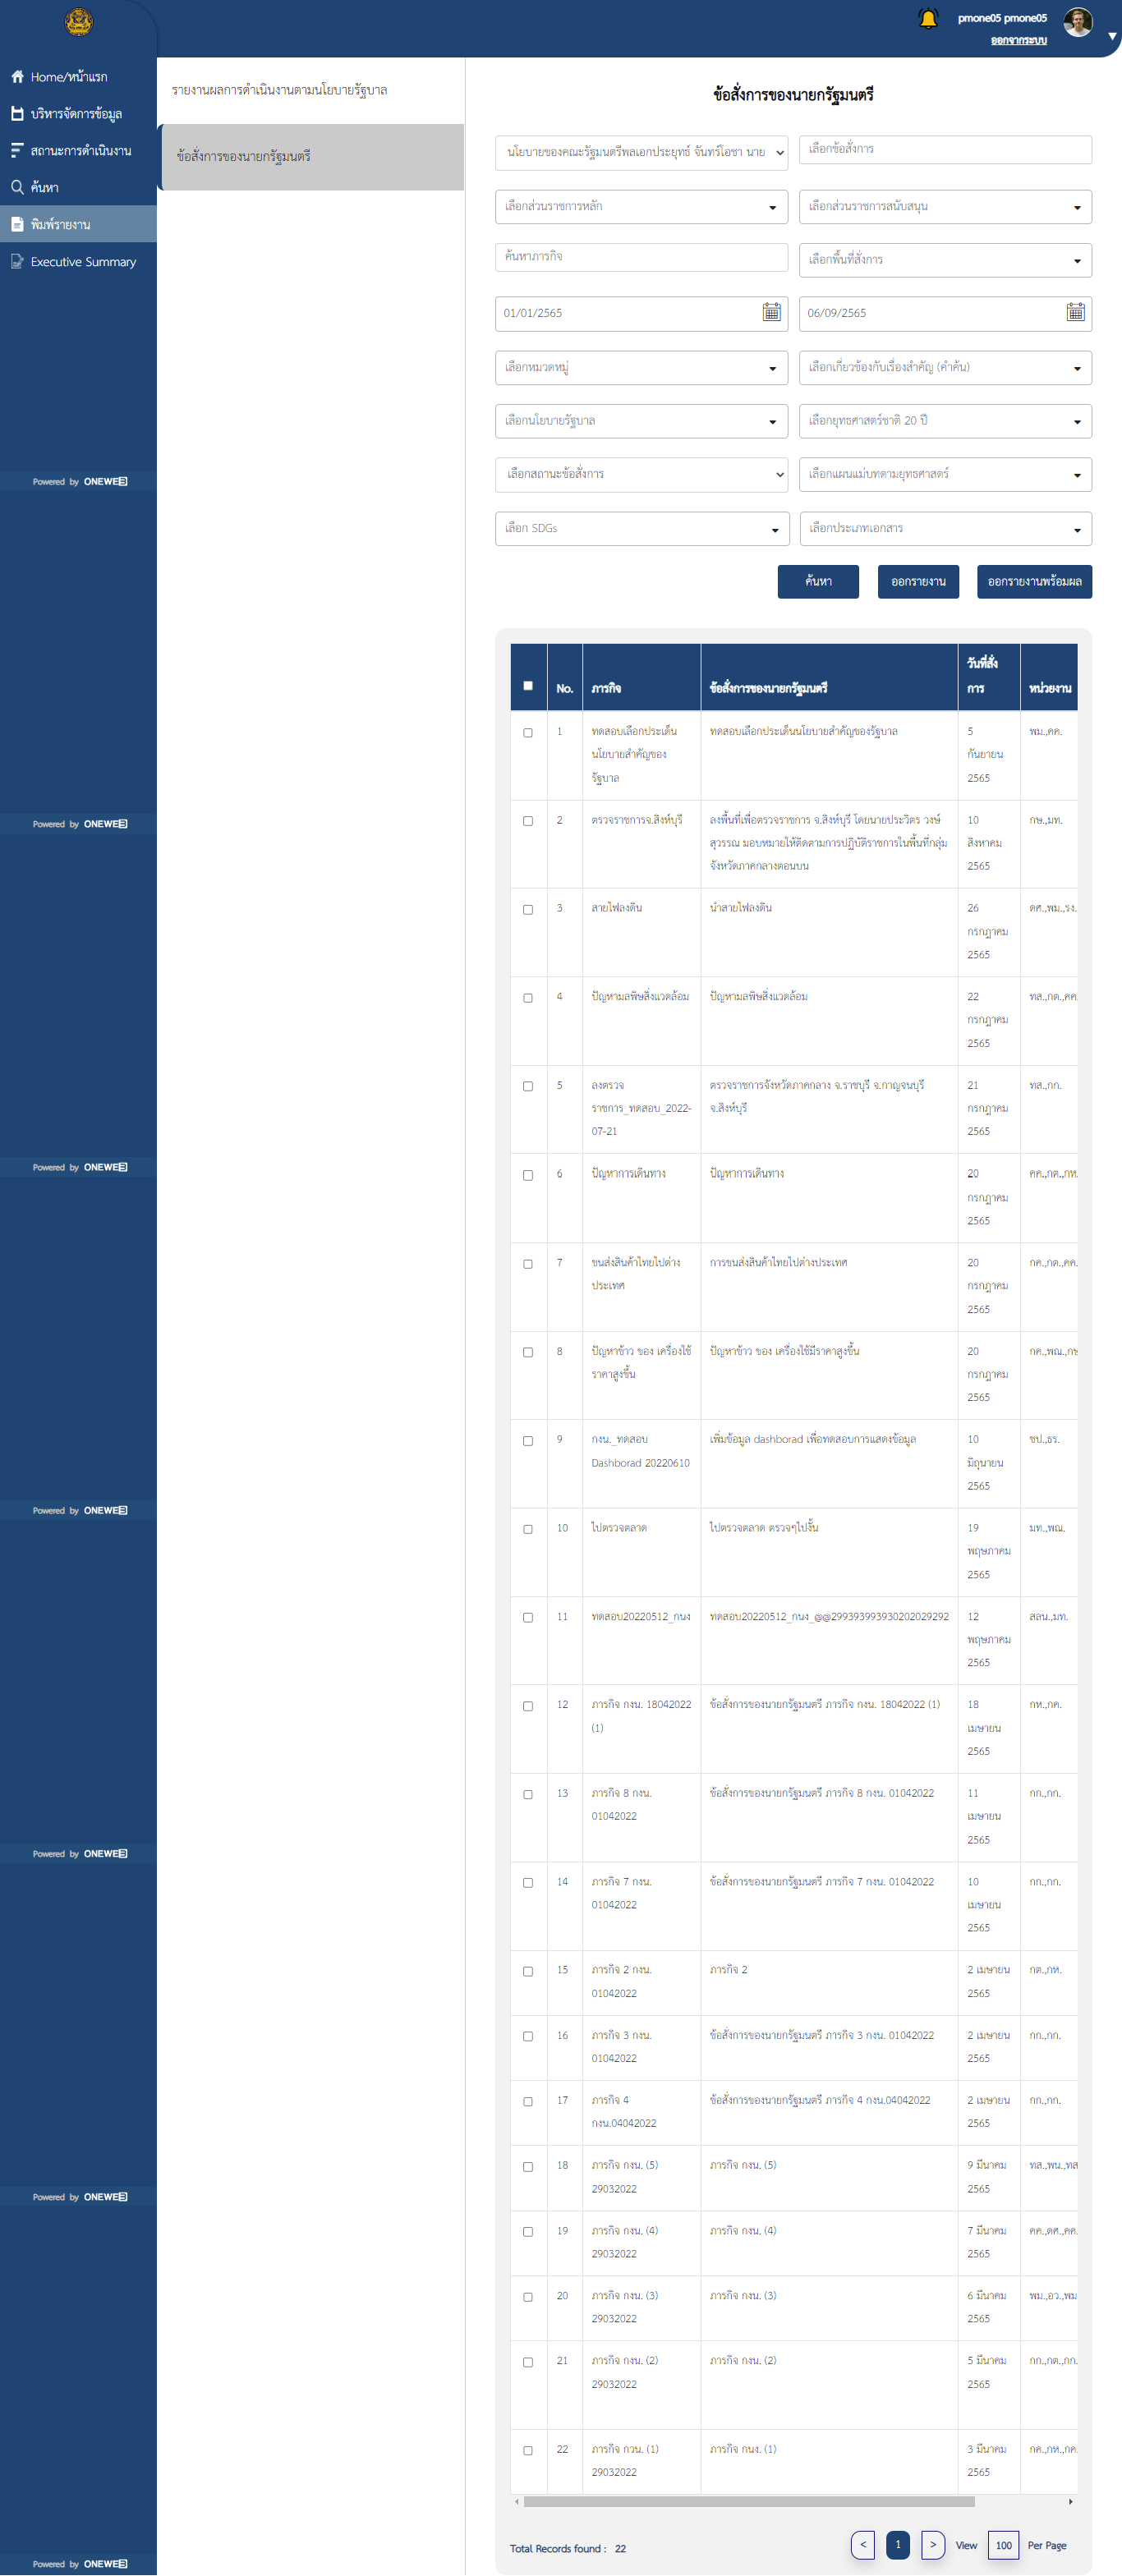 pmone05 pmone05
ออกจากระบบ
Home/หน้าแรก
บริหารจัดการข้อมูล
สถานะการดำเนินงาน
ค้นหา
พิมพ์รายงาน
Executive Summary
รายงานผลการดำเนินงานตามนโยบายรัฐบาล
ข้อสั่งการของนายกรัฐมนตรี
ข้อสั่งการของนายกรัฐมนตรี
นโยบายของคณะรัฐมนตรีพลเอกประยุทธ์ จันทร์โอชา นาย เลือกข้อสั่งการ
เลือกส่วนราชการหลัก เลือกส่วนราชการสนับสนุน
ค้นหาภารกิจ เลือกพื้นที่สั่งการ
01/01/2565 06/09/2565
เลือกหมวดหมู่ เลือกเกี่ยวข้องกับเรื่องสำคัญ (คำค้น)
เลือกนโยบายรัฐบาล เลือกยุทธศาสตร์ชาติ 20 ปี
เลือกสถานะข้อสั่งการ เลือกแผนแม่บทตามยุทธศาสตร์
เลือก SDGs เลือกประเภทเอกสาร
ค้นหา ออกรายงาน ออกรายงานพร้อมผล
วันที่สั่ง
No. ภารกิจ ข้อสั่งการของนายกรัฐมนตรี การ หน่วยงาน
1 ทดสอบเลือกประเด็น ทดสอบเลือกประเด็นนโยบายสำคัญของรัฐบาล 5 พม.,คค.
นโยบายสำคัญของ กันยายน
รัฐบาล 2565
2 ตรวจราชการจ.สิงห์บุรี ลงพื้นที่เพื่อตรวจราชการ จ.สิงห์บุรี โดยนายประวิตร วงษ์ 10 กษ.,มท.
สุวรรณ มอบหมายให้ติดตามการปฏิบัติราชการในพื้นที่กลุ่ม สิงหาคม
จังหวัดภาคกลางตอนบน 2565
3 สายไฟลงดิน นำสายไฟลงดิน 26 ดศ.,พม.,รง.
กรกฎาคม
2565
4 ปัญหามลพิษสิ่งแวดล้อม ปัญหามลพิษสิ่งแวดล้อม 22 ทส.,กต.,คค.
กรกฎาคม
2565
5 ลงตรวจ ตรวจราชการจังหวัดภาคกลาง จ.ราชบุรี จ.กาญจนบุรี 21 ทส.,กก.
ราชการ_ทดสอบ_2022- จ.สิงห์บุรี กรกฎาคม
07-21 2565
6 ปัญหาการเดินทาง ปัญหาการเดินทาง 20 คค.,กต.,กห.
กรกฎาคม
2565
7 ขนส่งสินค้าไทยไปต่าง การขนส่งสินค้าไทยไปต่างประเทศ 20 กค.,กต.,คค.
ประเทศ กรกฎาคม
2565
8 ปัญหาข้าว ของ เครื่องใช้ ปัญหาข้าว ของ เครื่องใช้มีราคาสูงขึ้น 20 กค.,พณ.,กษ
ราคาสูงขึ้น กรกฎาคม
2565
9 กงน._ทดสอบ เพิ่มข้อมูล dashborad เพื่อทดสอบการแสดงข้อมูล 10 ชป.,ธร.
Dashborad 20220610 มิถุนายน
2565
10 ไปตรวจตลาด ไปตรวจตลาด ตรวจๆไปงั้น 19 มท.,พณ.
พฤษภาคม
2565
11 ทดสอบ20220512_กนง ทดสอบ20220512_กนง_@@299393993930202029292 12 สลน.,มท.
พฤษภาคม
2565
12 ภารกิจ กงน. 18042022 ข้อสั่งการของนายกรัฐมนตรี ภารกิจ กงน. 18042022 (1) 18 กห.,กค.
(1) เมษายน
2565
13 ภารกิจ 8 กงน. ข้อสั่งการของนายกรัฐมนตรี ภารกิจ 8 กงน. 01042022 11 กก.,กก.
01042022 เมษายน
2565
14 ภารกิจ 7 กงน. ข้อสั่งการของนายกรัฐมนตรี ภารกิจ 7 กงน. 01042022 10 กก.,กก.
01042022 เมษายน
2565
15 ภารกิจ 2 กงน. ภารกิจ 2 2 เมษายน กต.,กห.
01042022 2565
16 ภารกิจ 3 กงน. ข้อสั่งการของนายกรัฐมนตรี ภารกิจ 3 กงน. 01042022 2 เมษายน กก.,กก.
01042022 2565
17 ภารกิจ 4 ข้อสั่งการของนายกรัฐมนตรี ภารกิจ 4 กงน.04042022 2 เมษายน กก.,กก.
กงน.04042022 2565
18 ภารกิจ กงน. (5) ภารกิจ กงน. (5) 9 มีนาคม ทส.,พน.,ทส
29032022 2565
19 ภารกิจ กงน. (4) ภารกิจ กงน. (4) 7 มีนาคม คค.,ดศ.,คค.
29032022 2565
20 ภารกิจ กงน. (3) ภารกิจ กงน. (3) 6 มีนาคม พม.,อว.,พม
29032022 2565
21 ภารกิจ กงน. (2) ภารกิจ กงน. (2) 5 มีนาคม กก.,กต.,กก.
29032022 2565
22 ภารกิจ กวน. (1) ภารกิจ กนง. (1) 3 มีนาคม กค.,กห.,กค.
29032022 2565
Total Records found : 22 < 1 > View 100 Per Page
Powered by ONEWEB
Powered by ONEWEB
Powered by ONEWEB
Powered by ONEWEB
Powered by ONEWEB
Powered by ONEWEB
Powered by ONEWEB